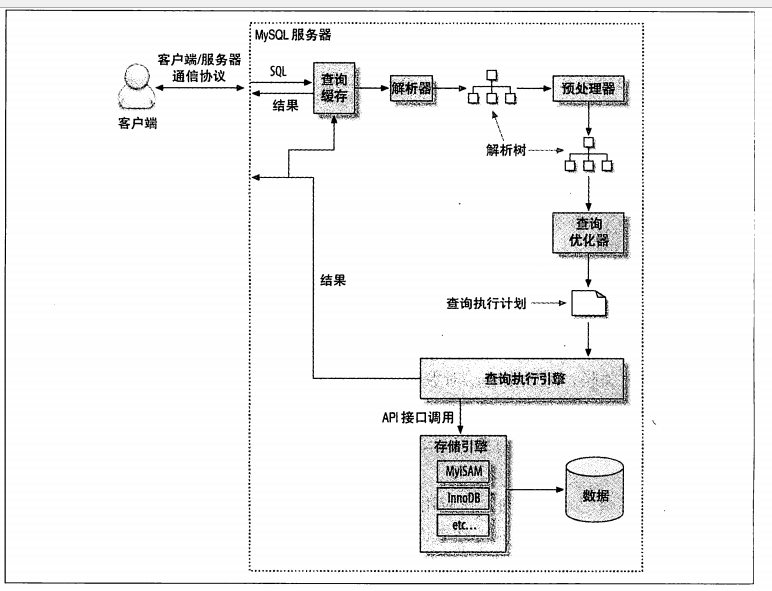 MySQL 服务器
客户端/服务器
通信协议
客户端
SQL
结果
查询
缓存
解析器
预处理器
解析树
查询
优化器
查询执行计划
结果
查询执行引擎
API 接口调用
存储引擎
MyISAM
InnoDB
etc...
数据